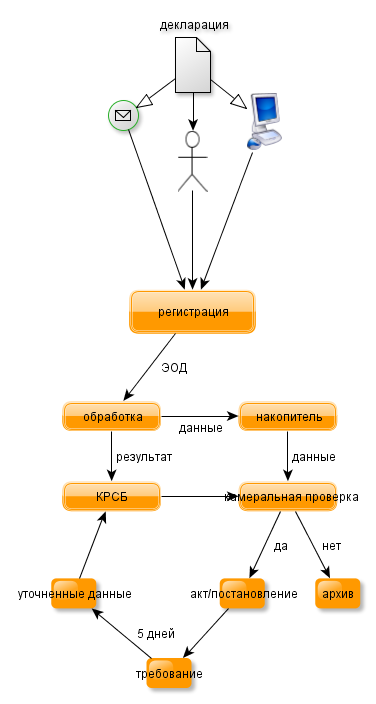 декларация
регистрация
ЭОД
обработка
данные
накопитель
результат
данные
КРСБ
камеральная проверка
да
нет
уточненные данные
акт/постановление
архив
5 дней
требование